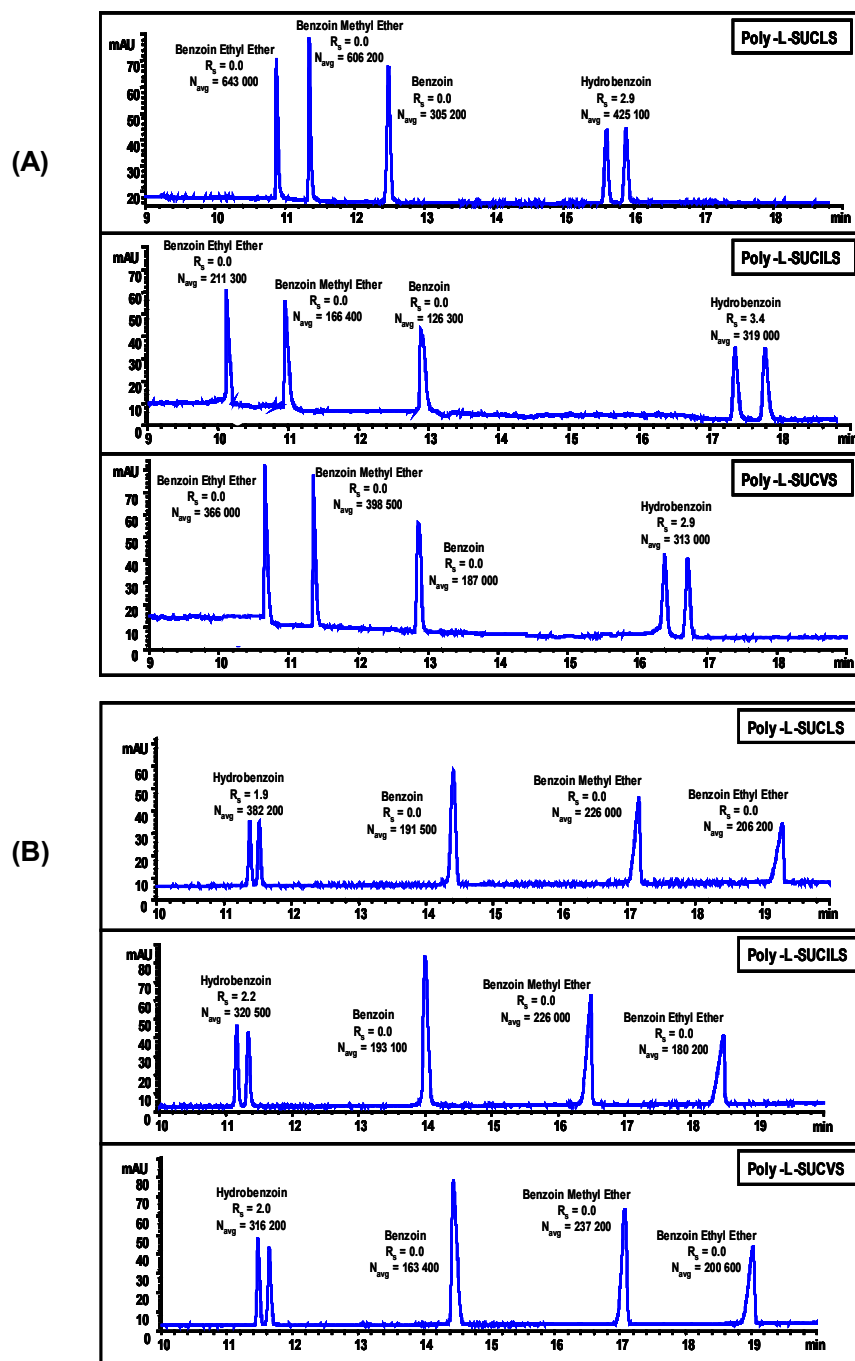 (A)
Poly -L-SUCLS
mAU
Benzoin Ethyl Ether
Rs = 0.0
Navg = 643 000
Benzoin Methyl Ether
Rs = 0.0
Navg = 606 200
Benzoin
Rs = 0.0
Navg = 305 200
Hydrobenzoin
Rs = 2.9
Navg = 425 100
70
60
50
40
30
20
9 10 11 12 13 14 15 16 17 18 min
Poly -L-SUCILS
mAU
Benzoin Ethyl Ether
Rs = 0.0
Navg = 211 300
Benzoin Methyl Ether
Rs = 0.0
Navg = 166 400
Benzoin
Rs = 0.0
Navg = 126 300
Hydrobenzoin
Rs = 3.4
Navg = 319 000
70
60
50
40
30
20
10
0
9 10 11 12 13 14 15 16 17 18 min
Poly -SUCVS
mAU
Benzoin Ethyl Ether
Rs = 0.0
Navg = 366 000
Benzoin Methyl Ether
Rs = 0.0
Navg = 398 500
Benzoin
Rs = 0.0
Navg = 187 000
Hydrobenzoin
Rs = 2.9
Navg = 313 000
70
60
50
40
30
20
10
0
9 10 11 12 13 14 15 16 17 18 min
(B)
Poly -L-SUCLS
mAU
Hydrobenzoin
Rs = 1.9
Navg = 382 200
Benzoin
Rs = 0.0
Navg = 191 500
Benzoin Methyl Ether
Rs = 0.0
Navg = 226 000
Benzoin Ethyl Ether
Rs = 0.0
Navg = 206 200
60
50
40
30
20
10
0
10 11 12 13 14 15 16 17 18 19 min
Poly -L-SUCILS
mAU
Hydrobenzoin
Rs = 2.2
Navg = 320 500
Benzoin
Rs = 0.0
Navg = 193 100
Benzoin Methyl Ether
Rs = 0.0
Navg = 226 000
Benzoin Ethyl Ether
Rs = 0.0
Navg = 180 200
80
70
60
50
40
30
20
10
0
10 11 12 13 14 15 16 17 18 19 min
Poly -L-SUCVS
mAU
Hydrobenzoin
Rs = 2.0
Navg = 316 200
Benzoin
Rs = 0.0
Navg = 163 400
Benzoin Methyl Ether
Rs = 0.0
Navg = 237 200
Benzoin Ethyl Ether
Rs = 0.0
Navg = 200 600
80
70
60
50
40
30
20
10
0
10 11 12 13 14 15 16 17 18 19 min